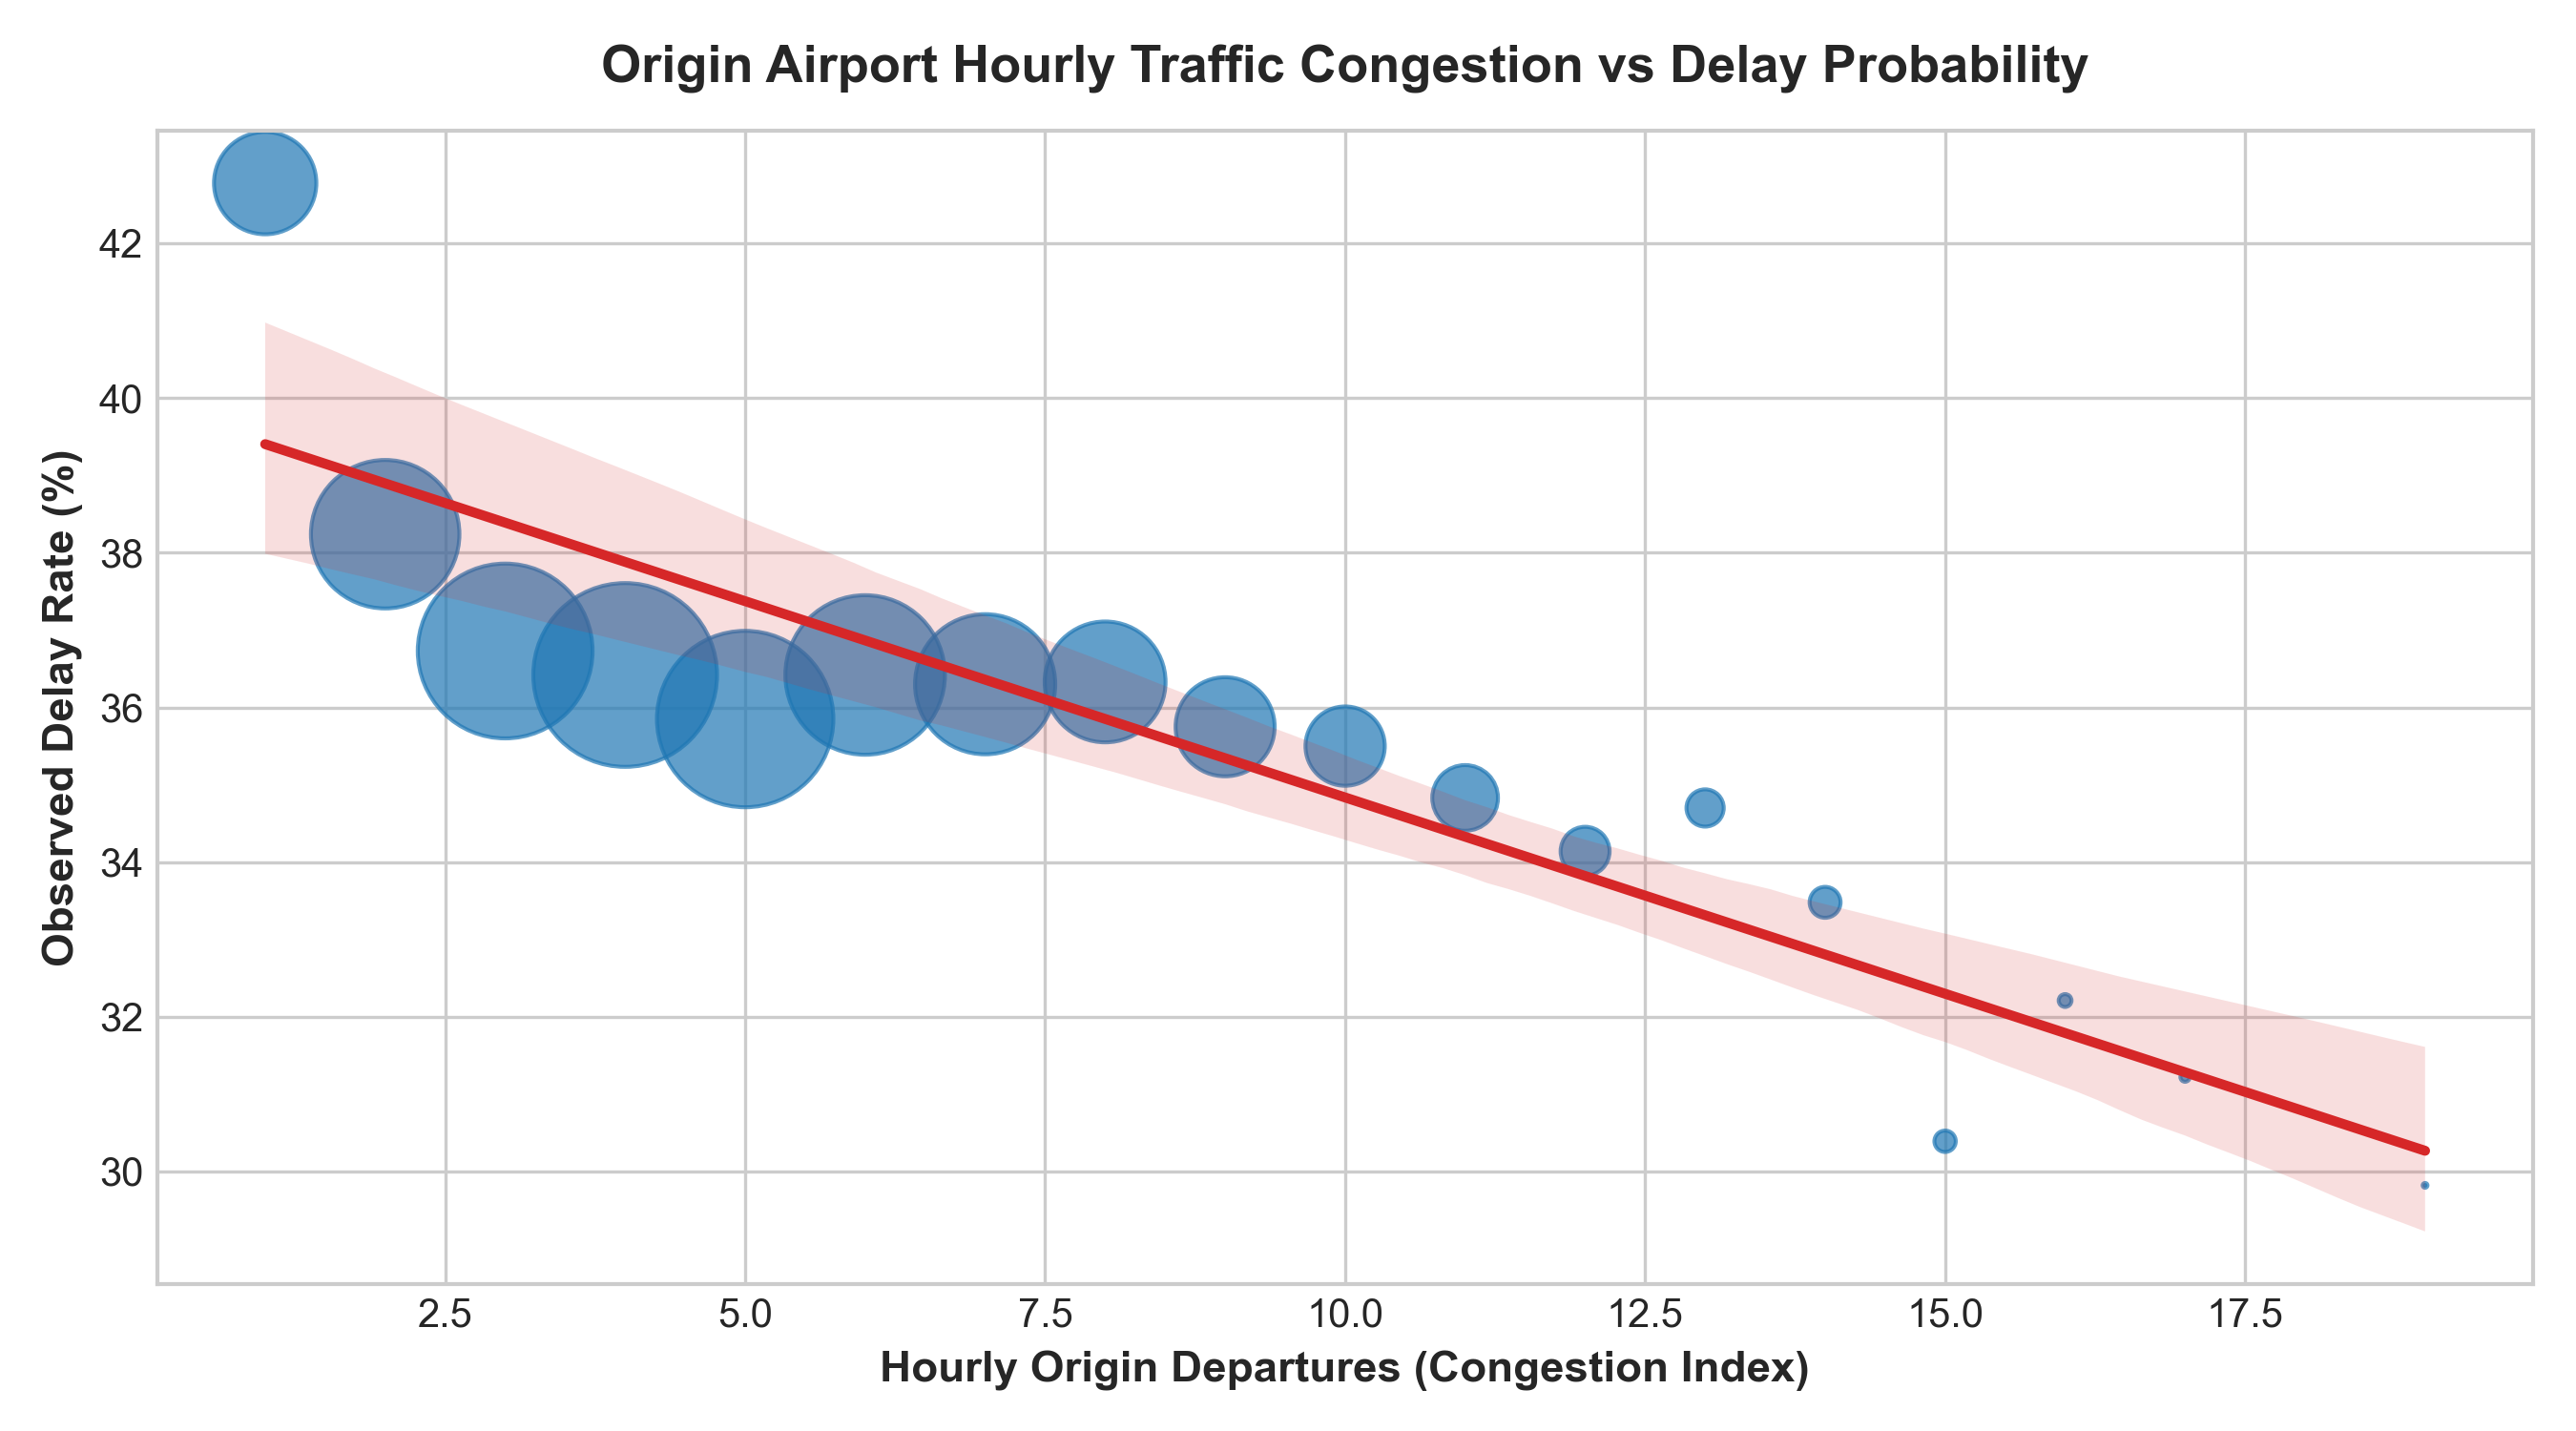 Origin Airport Hourly Traffic Congestion vs Delay Probability
Observed Delay Rate (%)
42
40
38
36
34
32
30
2.5 5.0 7.5 10.0 12.5 15.0 17.5
Hourly Origin Departures (Congestion Index)